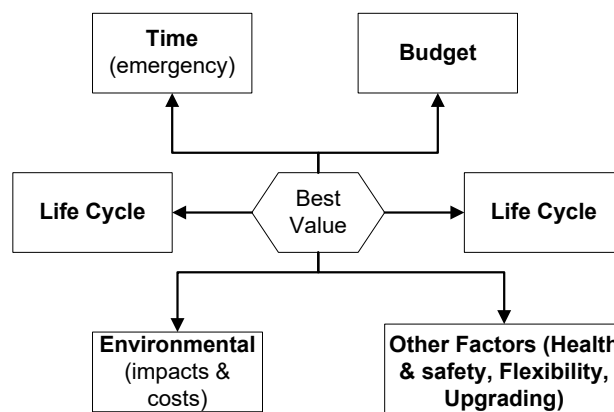 Time
(emergency)
Budget
Life Cycle
Best
Value
Life Cycle
Environmental
(impacts &
costs)
Other Factors (Health
& safety, Flexibility,
Upgrading)